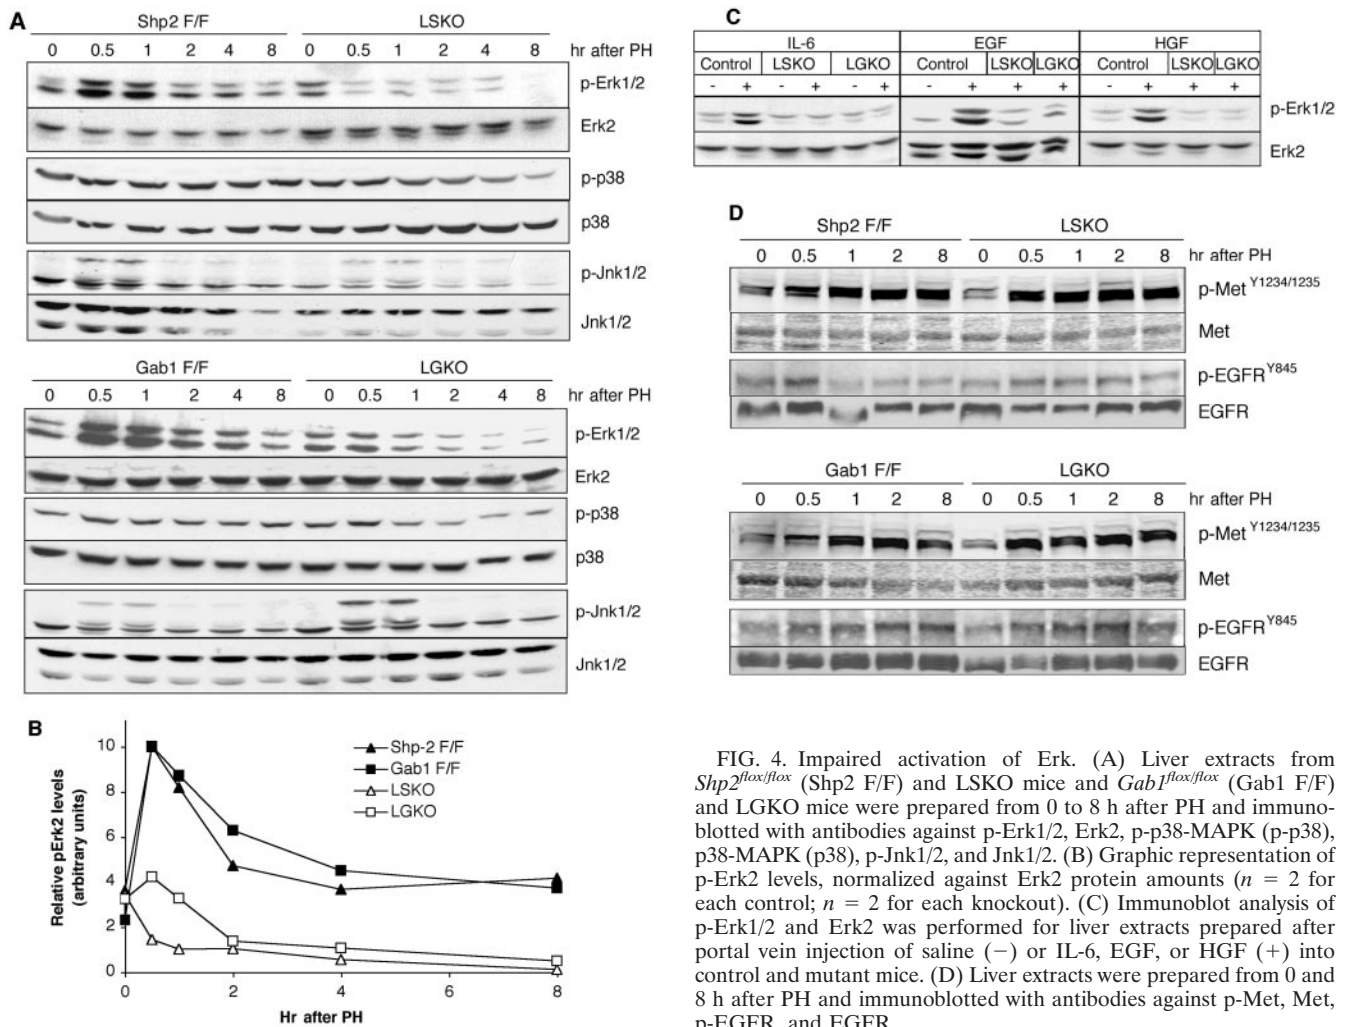 A
Shp2 F/F LSKO
0 0.5 1 2 4 8 0 0.5 1 2 4 8 hr after PH
p-Erk1/2
Erk2
p-p38
p38
p-Jnk1/2
Jnk1/2
Gab1 F/F LGKO
0 0.5 1 2 4 8 0 0.5 1 2 4 8 hr after PH
p-Erk1/2
Erk2
p-p38
p38
p-Jnk1/2
Jnk1/2
B
Relative pErk2 levels
(arbitrary units)
10
8
6
4
2
0
0 2 4 6 8
Hr after PH
Shp-2 F/F
Gab1 F/F
LSKO
LGKO
C
IL-6 EGF HGF
Control LSKO LGKO Control LSKO LGKO Control LSKO LGKO
- + - + - + - + + + - + + +
p-Erk1/2
Erk2
D
Shp2 F/F LSKO
0 0.5 1 2 8 0 0.5 1 2 8 hr after PH
p-Met Y1234/1235
Met
p-EGFR Y845
EGFR
Gab1 F/F LGKO
0 0.5 1 2 8 0 0.5 1 2 8 hr after PH
p-Met Y1234/1235
Met
p-EGFR Y845
EGFR
FIG. 4. Impaired activation of Erk. (A) Liver extracts from
Shp2flox/flox (Shp2 F/F) and LSKO mice and Gab1flox/flox (Gab1 F/F)
and LGKO mice were prepared from 0 to 8 h after PH and immuno-
blotted with antibodies against p-Erk1/2, Erk2, p-p38-MAPK (p-p38),
p38-MAPK (p38), p-Jnk1/2, and Jnk1/2. (B) Graphic representation of
p-Erk2 levels, normalized against Erk2 protein amounts (n = 2 for
each control; n = 2 for each knockout). (C) Immunoblot analysis of
p-Erk1/2 and Erk2 was performed for liver extracts prepared after
portal vein injection of saline (−) or IL-6, EGF, or HGF (+) into
control and mutant mice. (D) Liver extracts were prepared from 0 and
8 h after PH and immunoblotted with antibodies against p-Met, Met,
p-EGFR, and EGFR.